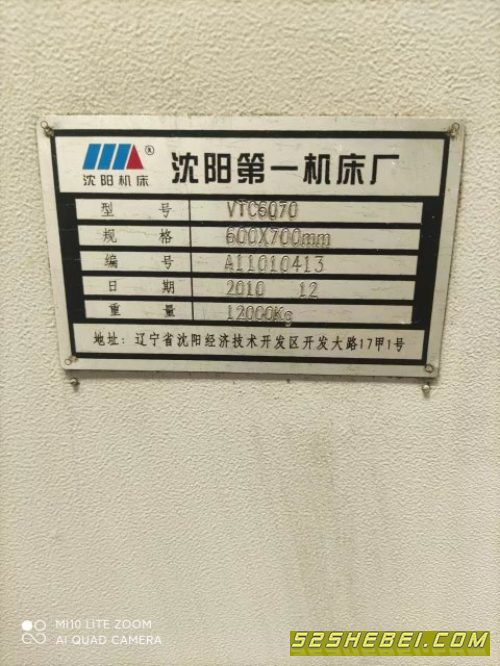 沈阳机床
®
沈阳第一机床厂
型 号 VTC6070
规 格 600X700mm
编 号 A11010413
日 期 2010 12
重 量 12000Kg
地址: 辽宁省沈阳经济技术开发区开发大路17甲1号
MI10 LITE ZOOM
AI QUAD CAMERA
52SHEBEI.COM